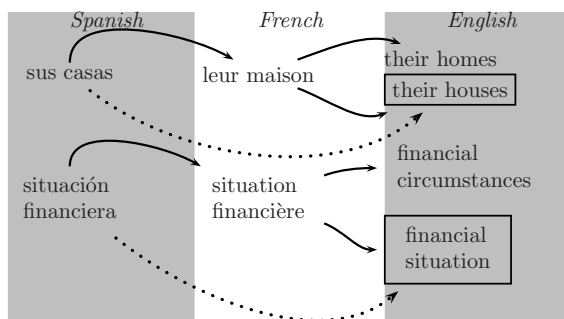 Spanish French English
sus casas
leur maison
their homes
their houses
situación
financiera
situation
financière
financial
circumstances
financial
situation